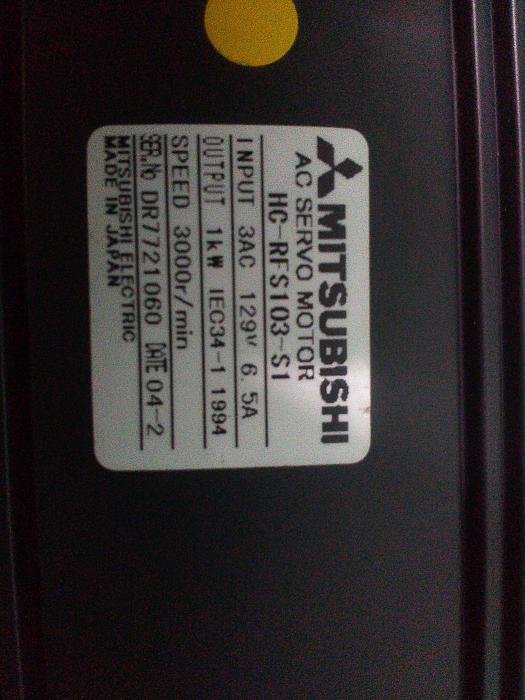 MITSUBISHI
AC SERVO MOTOR
HC-RFS103-S1
INPUT 3AC 129V 6.5A
OUTPUT 1kW IEC34-1 1994
SPEED 3000r/min
SER.No DR7721060 DATE 04-2
MITSUBISHI ELECTRIC
MADE IN JAPAN